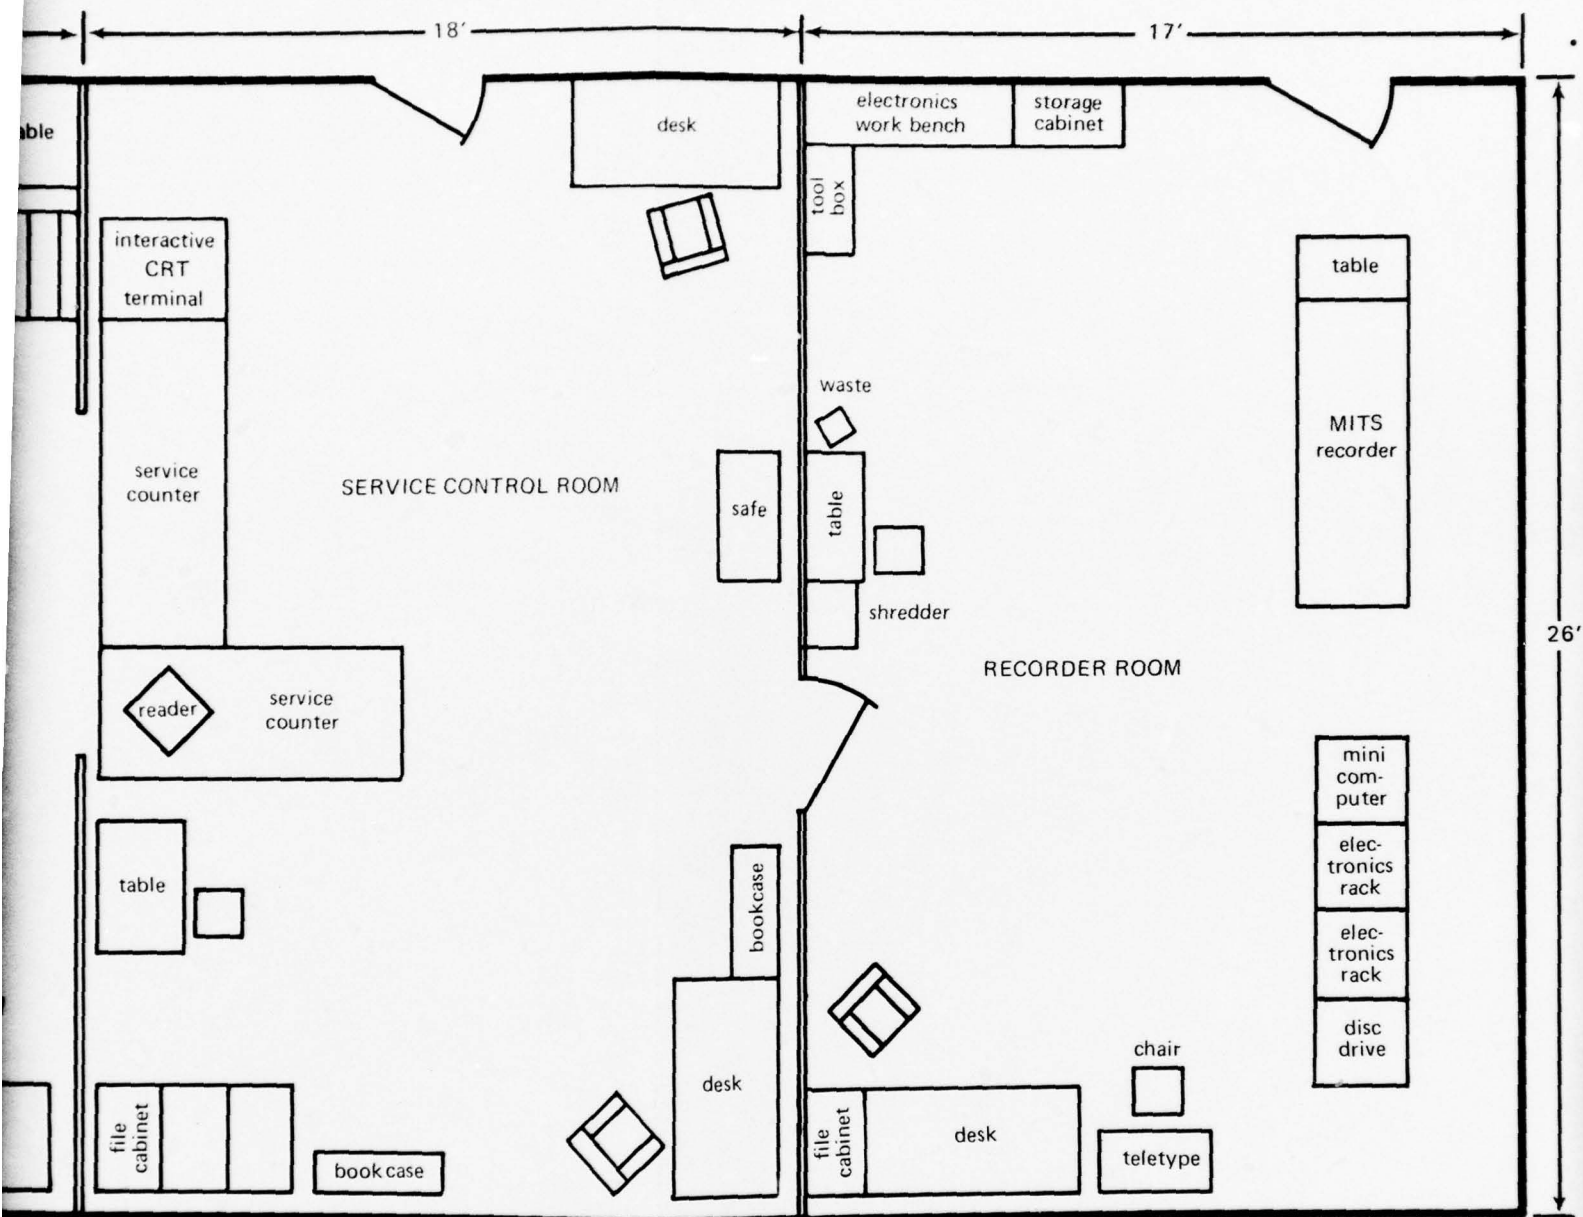 18′
17′
desk
electronics
work bench
storage
cabinet
tool
box
interactive
CRT
terminal
table
waste
MITS
recorder
service
counter
SERVICE CONTROL ROOM
safe
table
shredder
26′
RECORDER ROOM
reader
service
counter
mini
com-
puter
elec-
tronics
rack
table
bookcase
elec-
tronics
rack
disc
drive
chair
desk
file
cabinet
book case
file
cabinet
desk
teletype